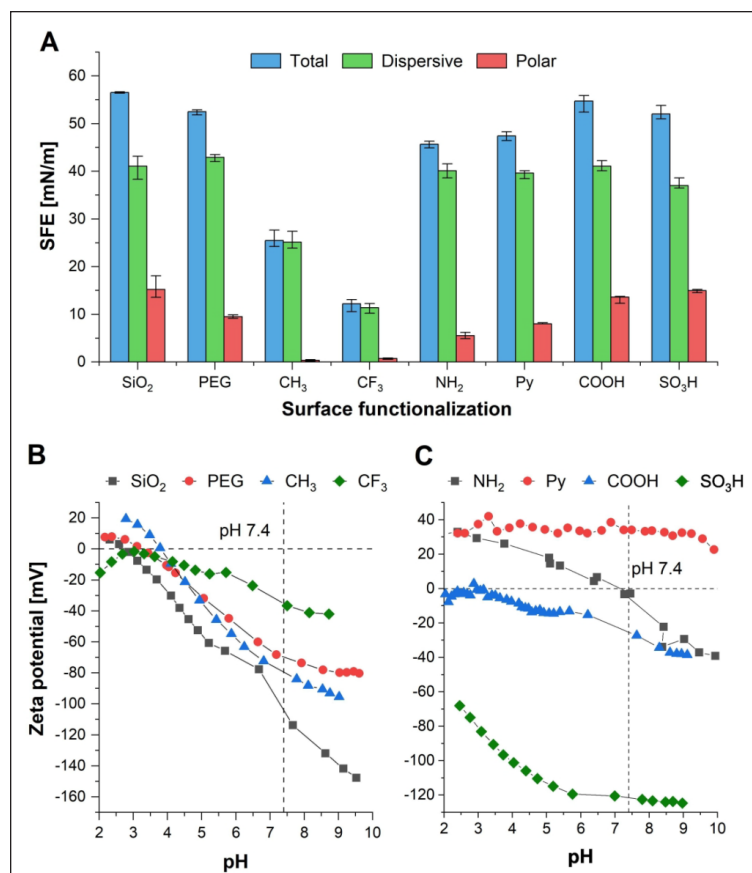 A
Total Dispersive Polar
60
50
40
30
20
10
0
SFE [mN/m]
SiO₂ PEG CH₃ CF₃ NH₂ Py COOH SO₃H
Surface functionalization
B
SiO₂ PEG CH₃ CF₃
20
0
-20
-40
-60
-80
-100
-120
-140
-160
Zeta potential [mV]
pH 7.4
2 3 4 5 6 7 8 9 10
pH
C
NH₂ Py COOH SO₃H
40
20
0
-20
-40
-60
-80
-100
-120
pH 7.4
2 3 4 5 6 7 8 9 10
pH